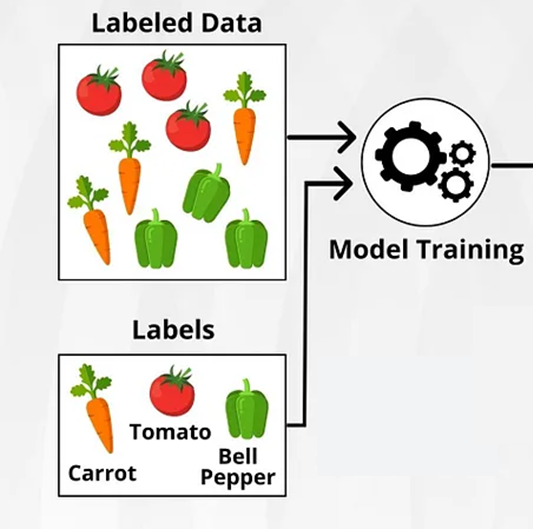 Labeled Data
Model Training
Labels
Tomato
Carrot
Bell
Pepper